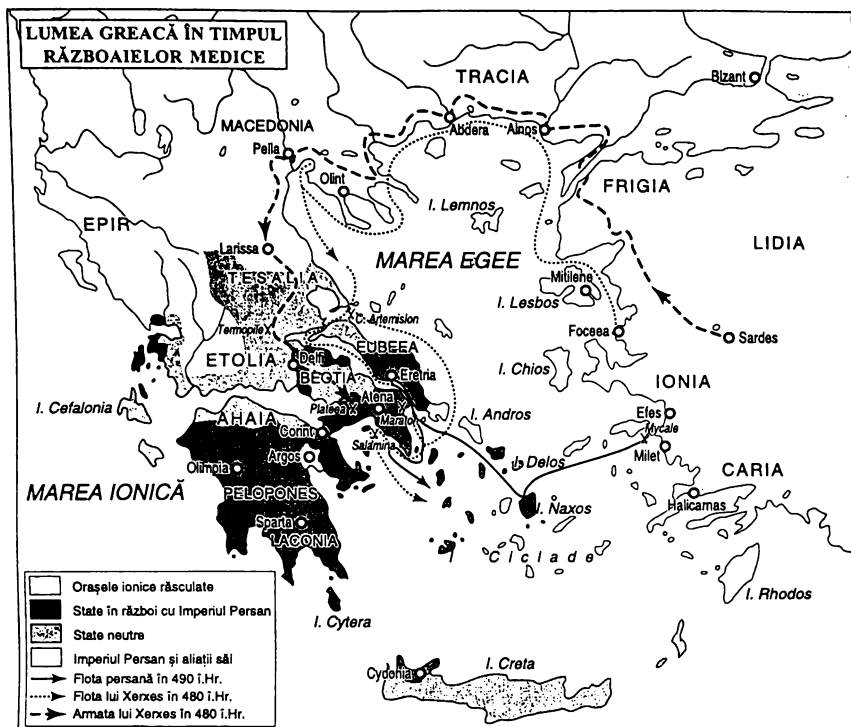 LUMEA GREACĂ ÎN TIMPUL
RĂZBOAIELOR MEDICE
TRACIA
Bizant
MACEDONIA
Abdera
Ainos
Pella
Olint
FRIGIA
I. Lemnos
EPIR
LIDIA
Larissa
MAREA EGEE
TESALIA
Mitilene
I. Lesbos
C. Artemision
Termopile
Foceea
Sardes
ETOLIA
EUBEEA
Delfi
BEOȚIA
Eretria
I. Chios
IONIA
Atena
I. Cefalonia
Plateea
Maraton
I. Andros
Efes
AHAIA
Mycale
Corint
Salamina
Milet
Argos
I. Delos
Olimpia
CARIA
MAREA IONICĂ
PELOPONES
Halicarnas
I. Naxos
Sparta
LACONIA
I. Ciclade
I. Rhodos
Orașele ionice răsculate
State în război cu Imperiul Persan
I. Cytera
State neutre
Imperiul Persan și aliații săi
I. Creta
Cydonia
Flota persană în 490 î.Hr.
Flota lui Xerxes în 480 î.Hr.
Armata lui Xerxes în 480 î.Hr.